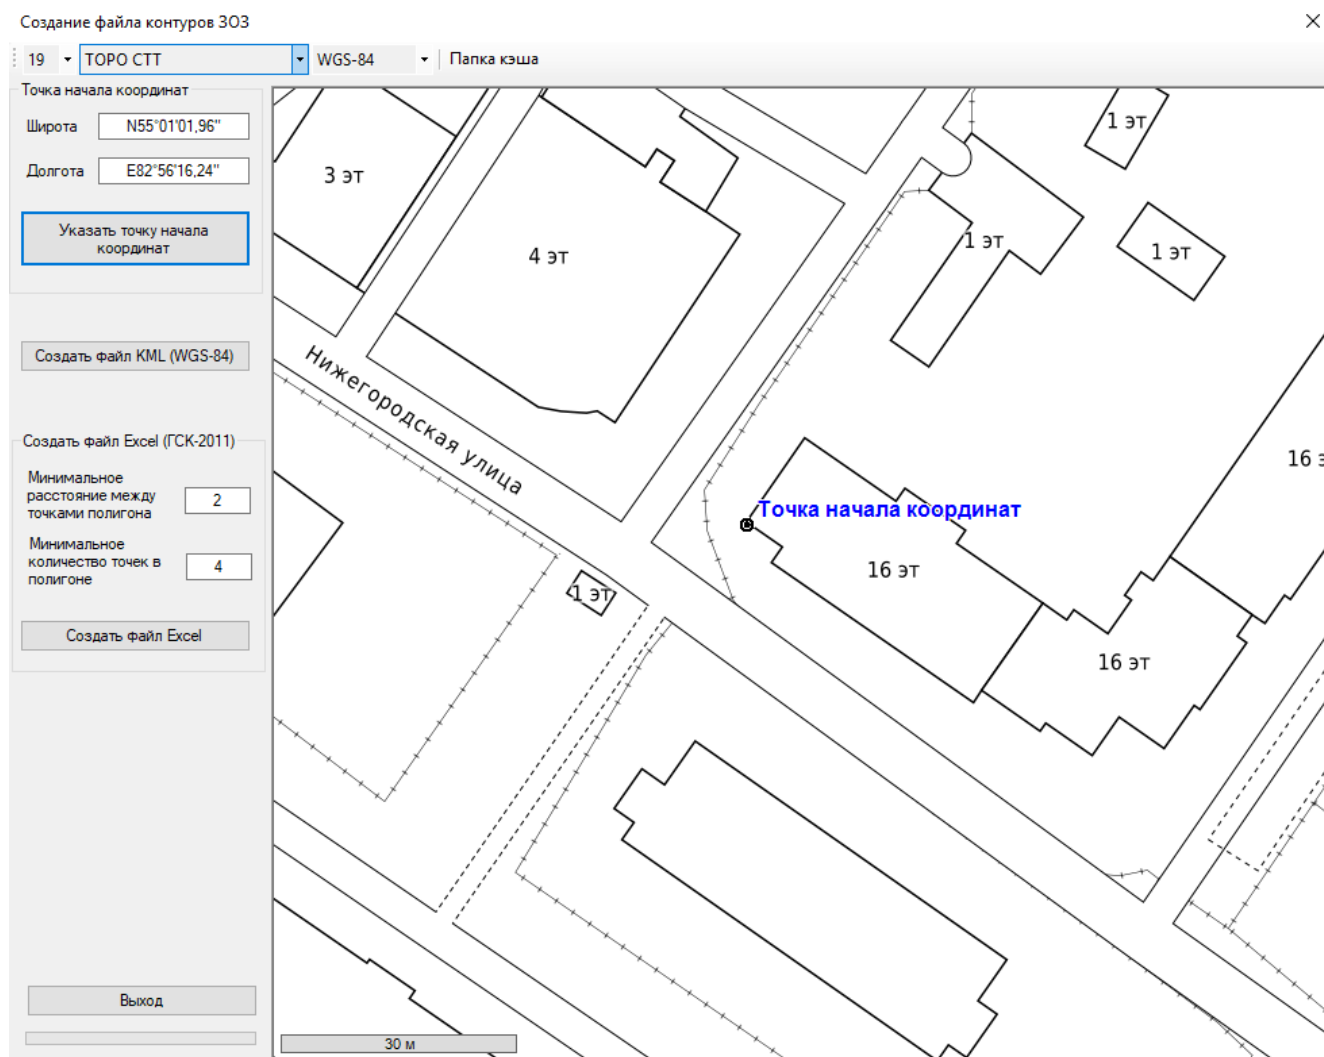 Создание файла контуров ЗОЗ
19 ТОРО СТТ WGS-84 Папка кэша
Точка начала координат
Широта N55°01'01,96"
Долгота E82°56'16,24"
Указать точку начала
координат
Создать файл KML (WGS-84)
Создать файл Excel (ГСК-2011)
Минимальное
расстояние между
точками полигона
2
Минимальное
количество точек в
полигоне
4
Создать файл Excel
Выход
1 эт
3 эт
1 эт
1 эт
4 эт
Нижегородская улица
16 э
Точка начала координат
16 эт
1 эт
16 эт
30 м